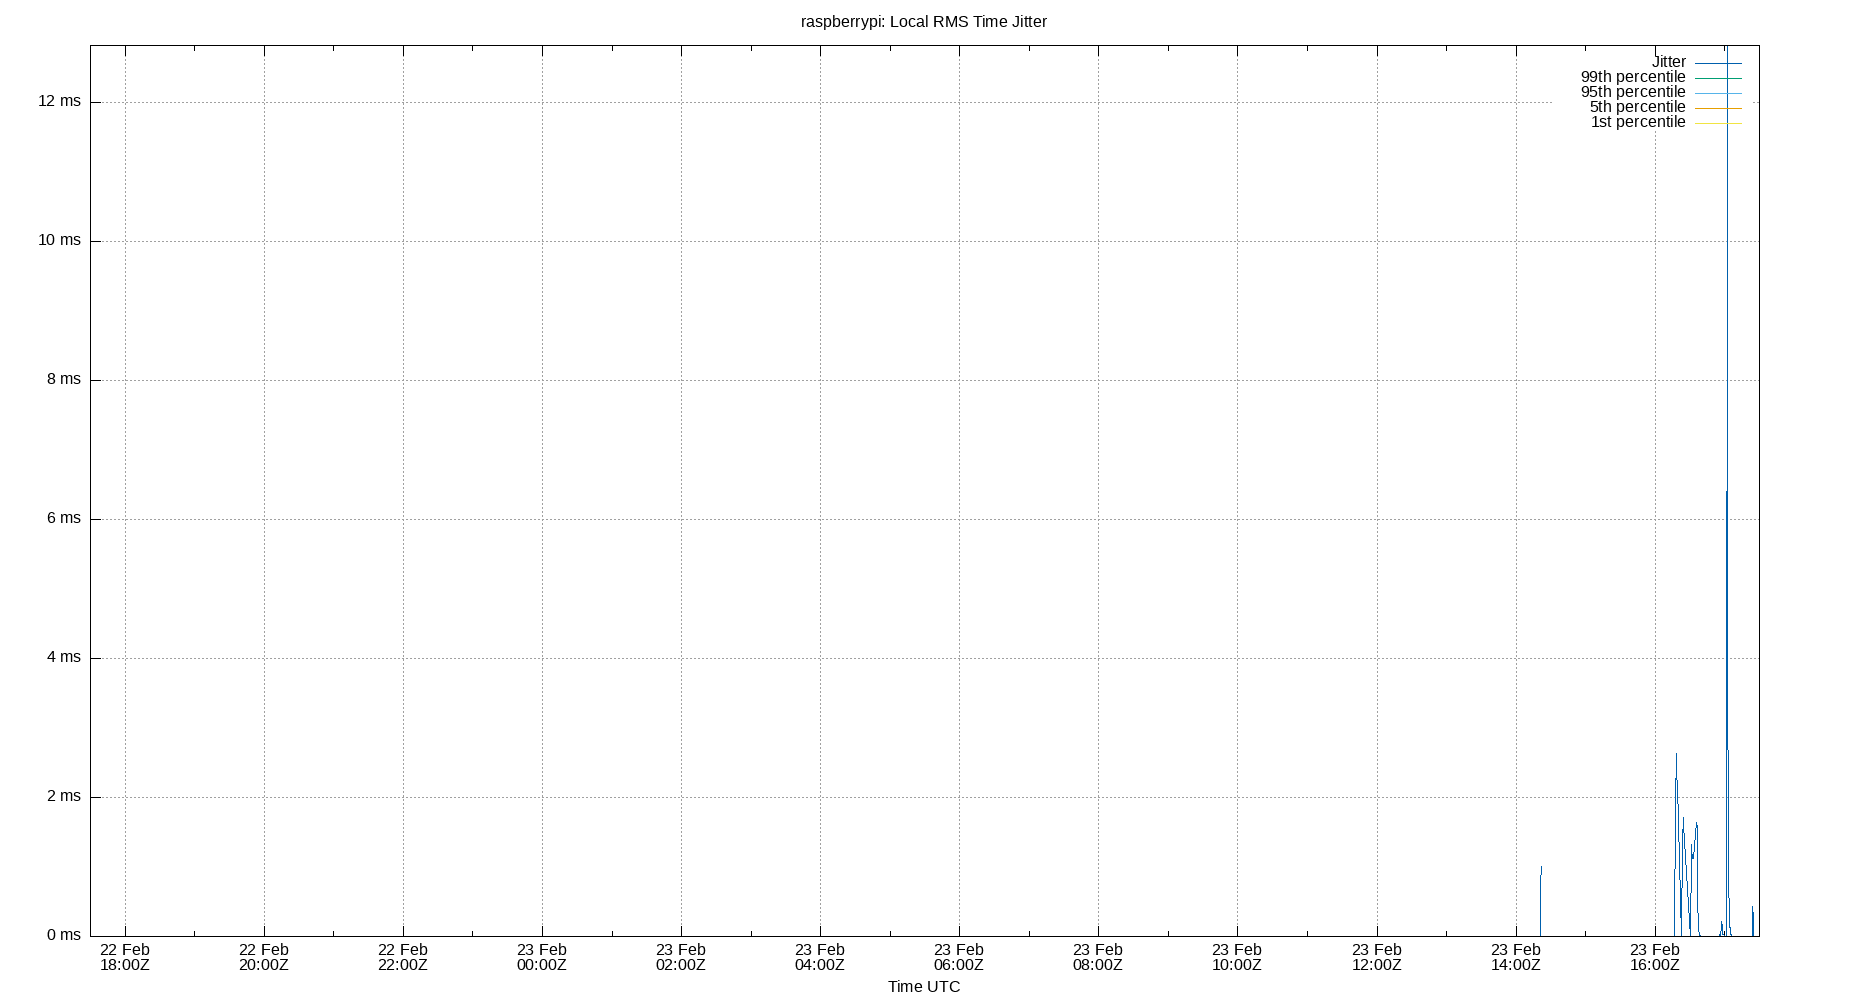 raspberrypi: Local RMS Time Jitter
Jitter
99th percentile
95th percentile
5th percentile
1st percentile
12 ms
10 ms
8 ms
6 ms
4 ms
2 ms
0 ms
22 Feb 22 Feb 22 Feb 23 Feb 23 Feb 23 Feb 23 Feb 23 Feb 23 Feb 23 Feb 23 Feb 23 Feb
18:00Z 20:00Z 22:00Z 00:00Z 02:00Z 04:00Z 06:00Z 08:00Z 10:00Z 12:00Z 14:00Z 16:00Z
Time UTC